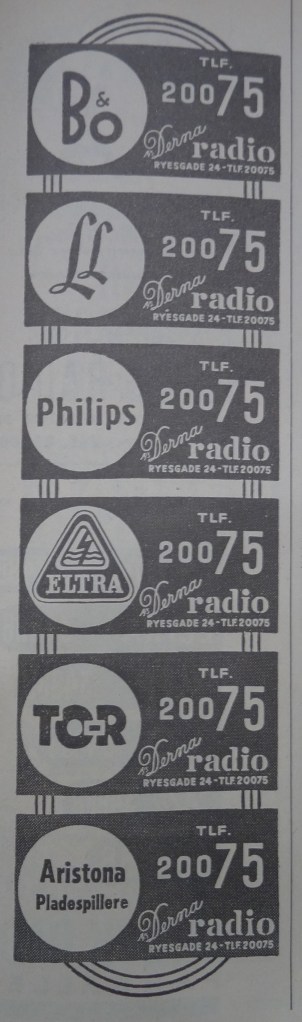 B&O
TLF.
20075
Derna radio
RYESGADE 24-TLF.20075
LL
TLF.
20075
Derna radio
RYESGADE 24-TLF.20075
Philips
TLF.
20075
Derna radio
RYESGADE 24-TLF.20075
ELTRA
TLF.
20075
Derna radio
RYESGADE 24-TLF.20075
TO-R
TLF.
20075
Derna radio
RYESGADE 24-TLF.20075
Aristona
Pladespillere
TLF.
20075
Derna radio
RYESGADE 24-TLF.20075